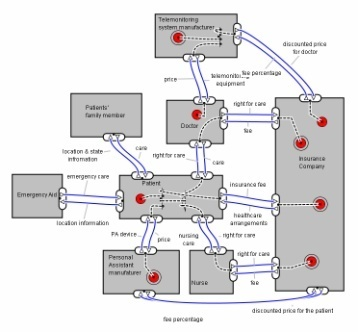 Telemonitoring
system manufacturer
discounted price
for doctor
price
telemonitoring
equipment
fee percentage
Patients'
family member
Doctor
right for care
fee
Insurance
Company
location & state
information
care
right for care
care
emergency care
Patient
insurance fee
Emergency Aid
location information
healthcare
arrangements
PA device
price
nursing
care
right for care
Personal
Assistant
manufaturer
Nurse
right for care
fee
discounted price for the patient
fee percentage